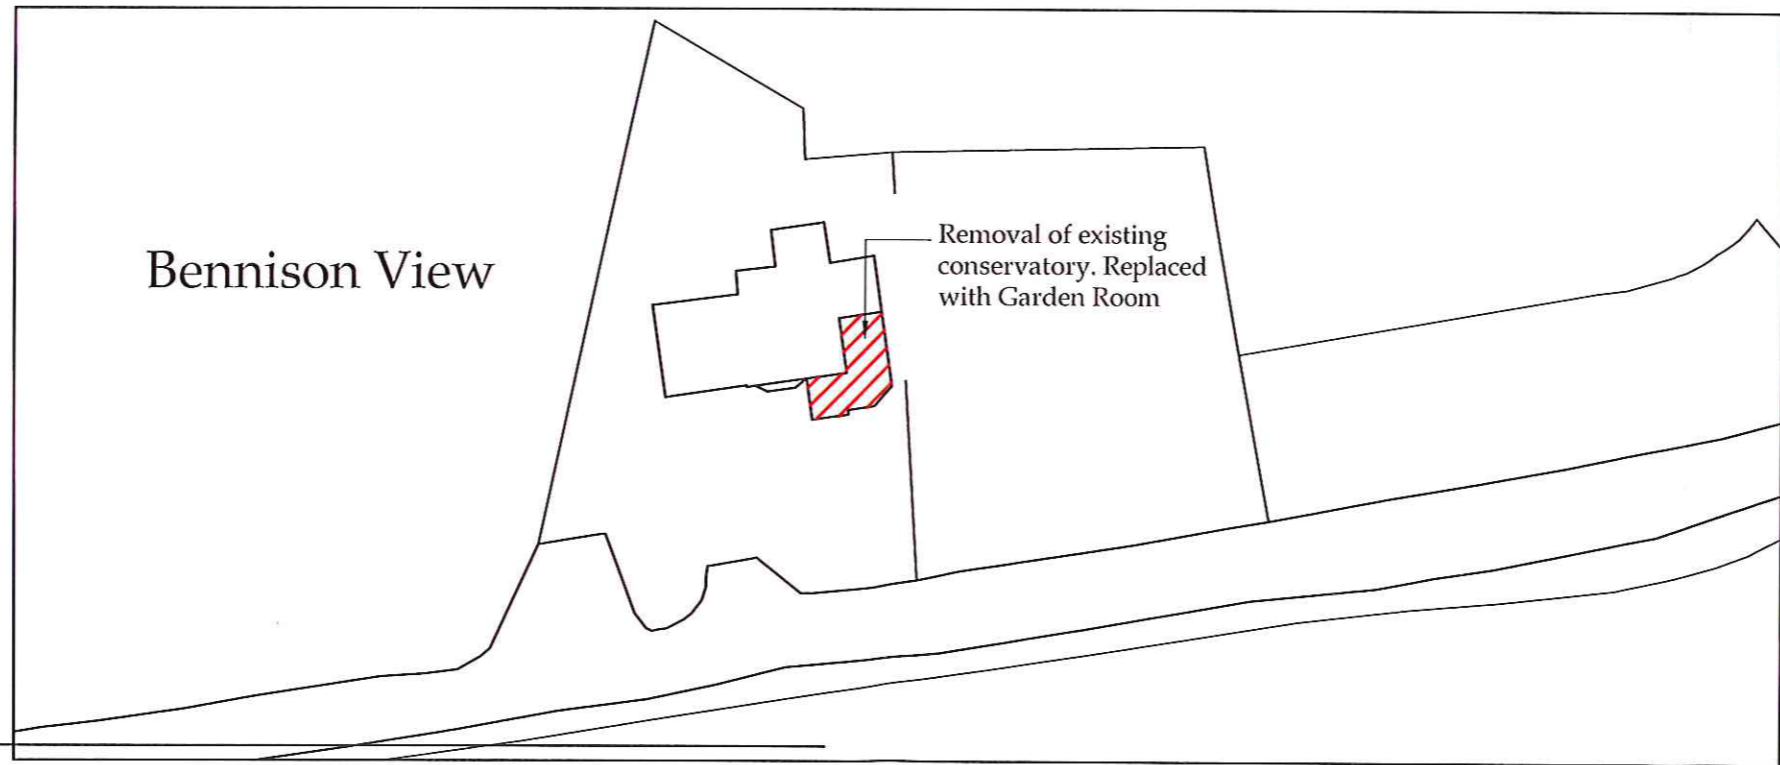 Bennison View
Removal of existing
conservatory. Replaced
with Garden Room